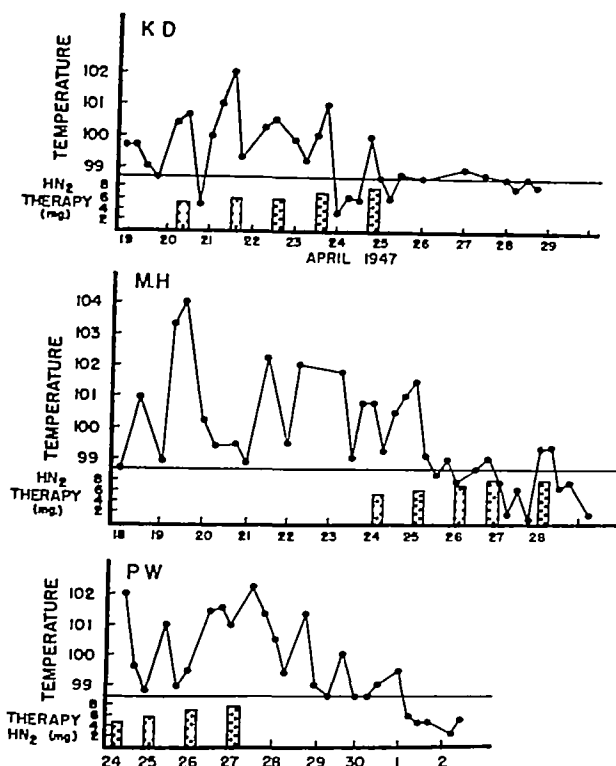 K D
TEMPERATURE
102
101
100
99
HN2
THERAPY
(mg.)
8
6
4
2
19 20 21 22 23 24 25 26 27 28 29
APRIL 1947
M.H
TEMPERATURE
104
103
102
101
100
99
HN2
THERAPY
(mg.)
8
6
4
2
18 19 20 21 22 23 24 25 26 27 28
P W
TEMPERATURE
102
101
100
99
THERAPY
HN2 (mg)
8
6
4
2
24 25 26 27 28 29 30 1 2